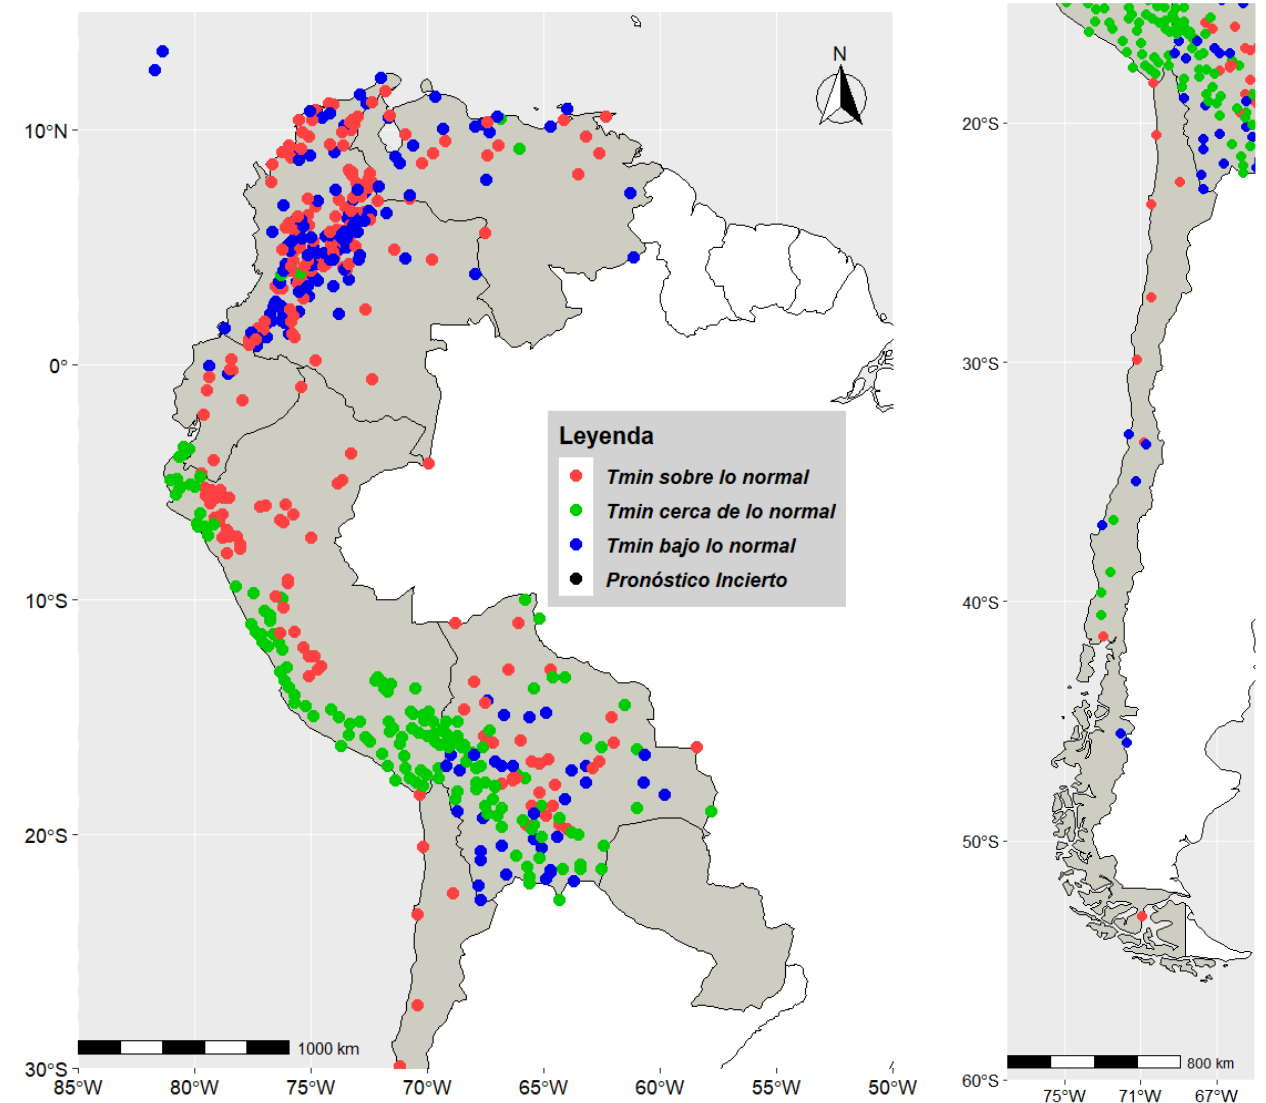 N
10°N
0°
10°S
20°S
30°S
85°W
80°W
75°W
70°W
65°W
60°W
55°W
50°W
1000 km
Leyenda
Tmin sobre lo normal
Tmin cerca de lo normal
Tmin bajo lo normal
Pronóstico Incierto
20°S
30°S
40°S
50°S
60°S
75°W
71°W
67°W
800 km